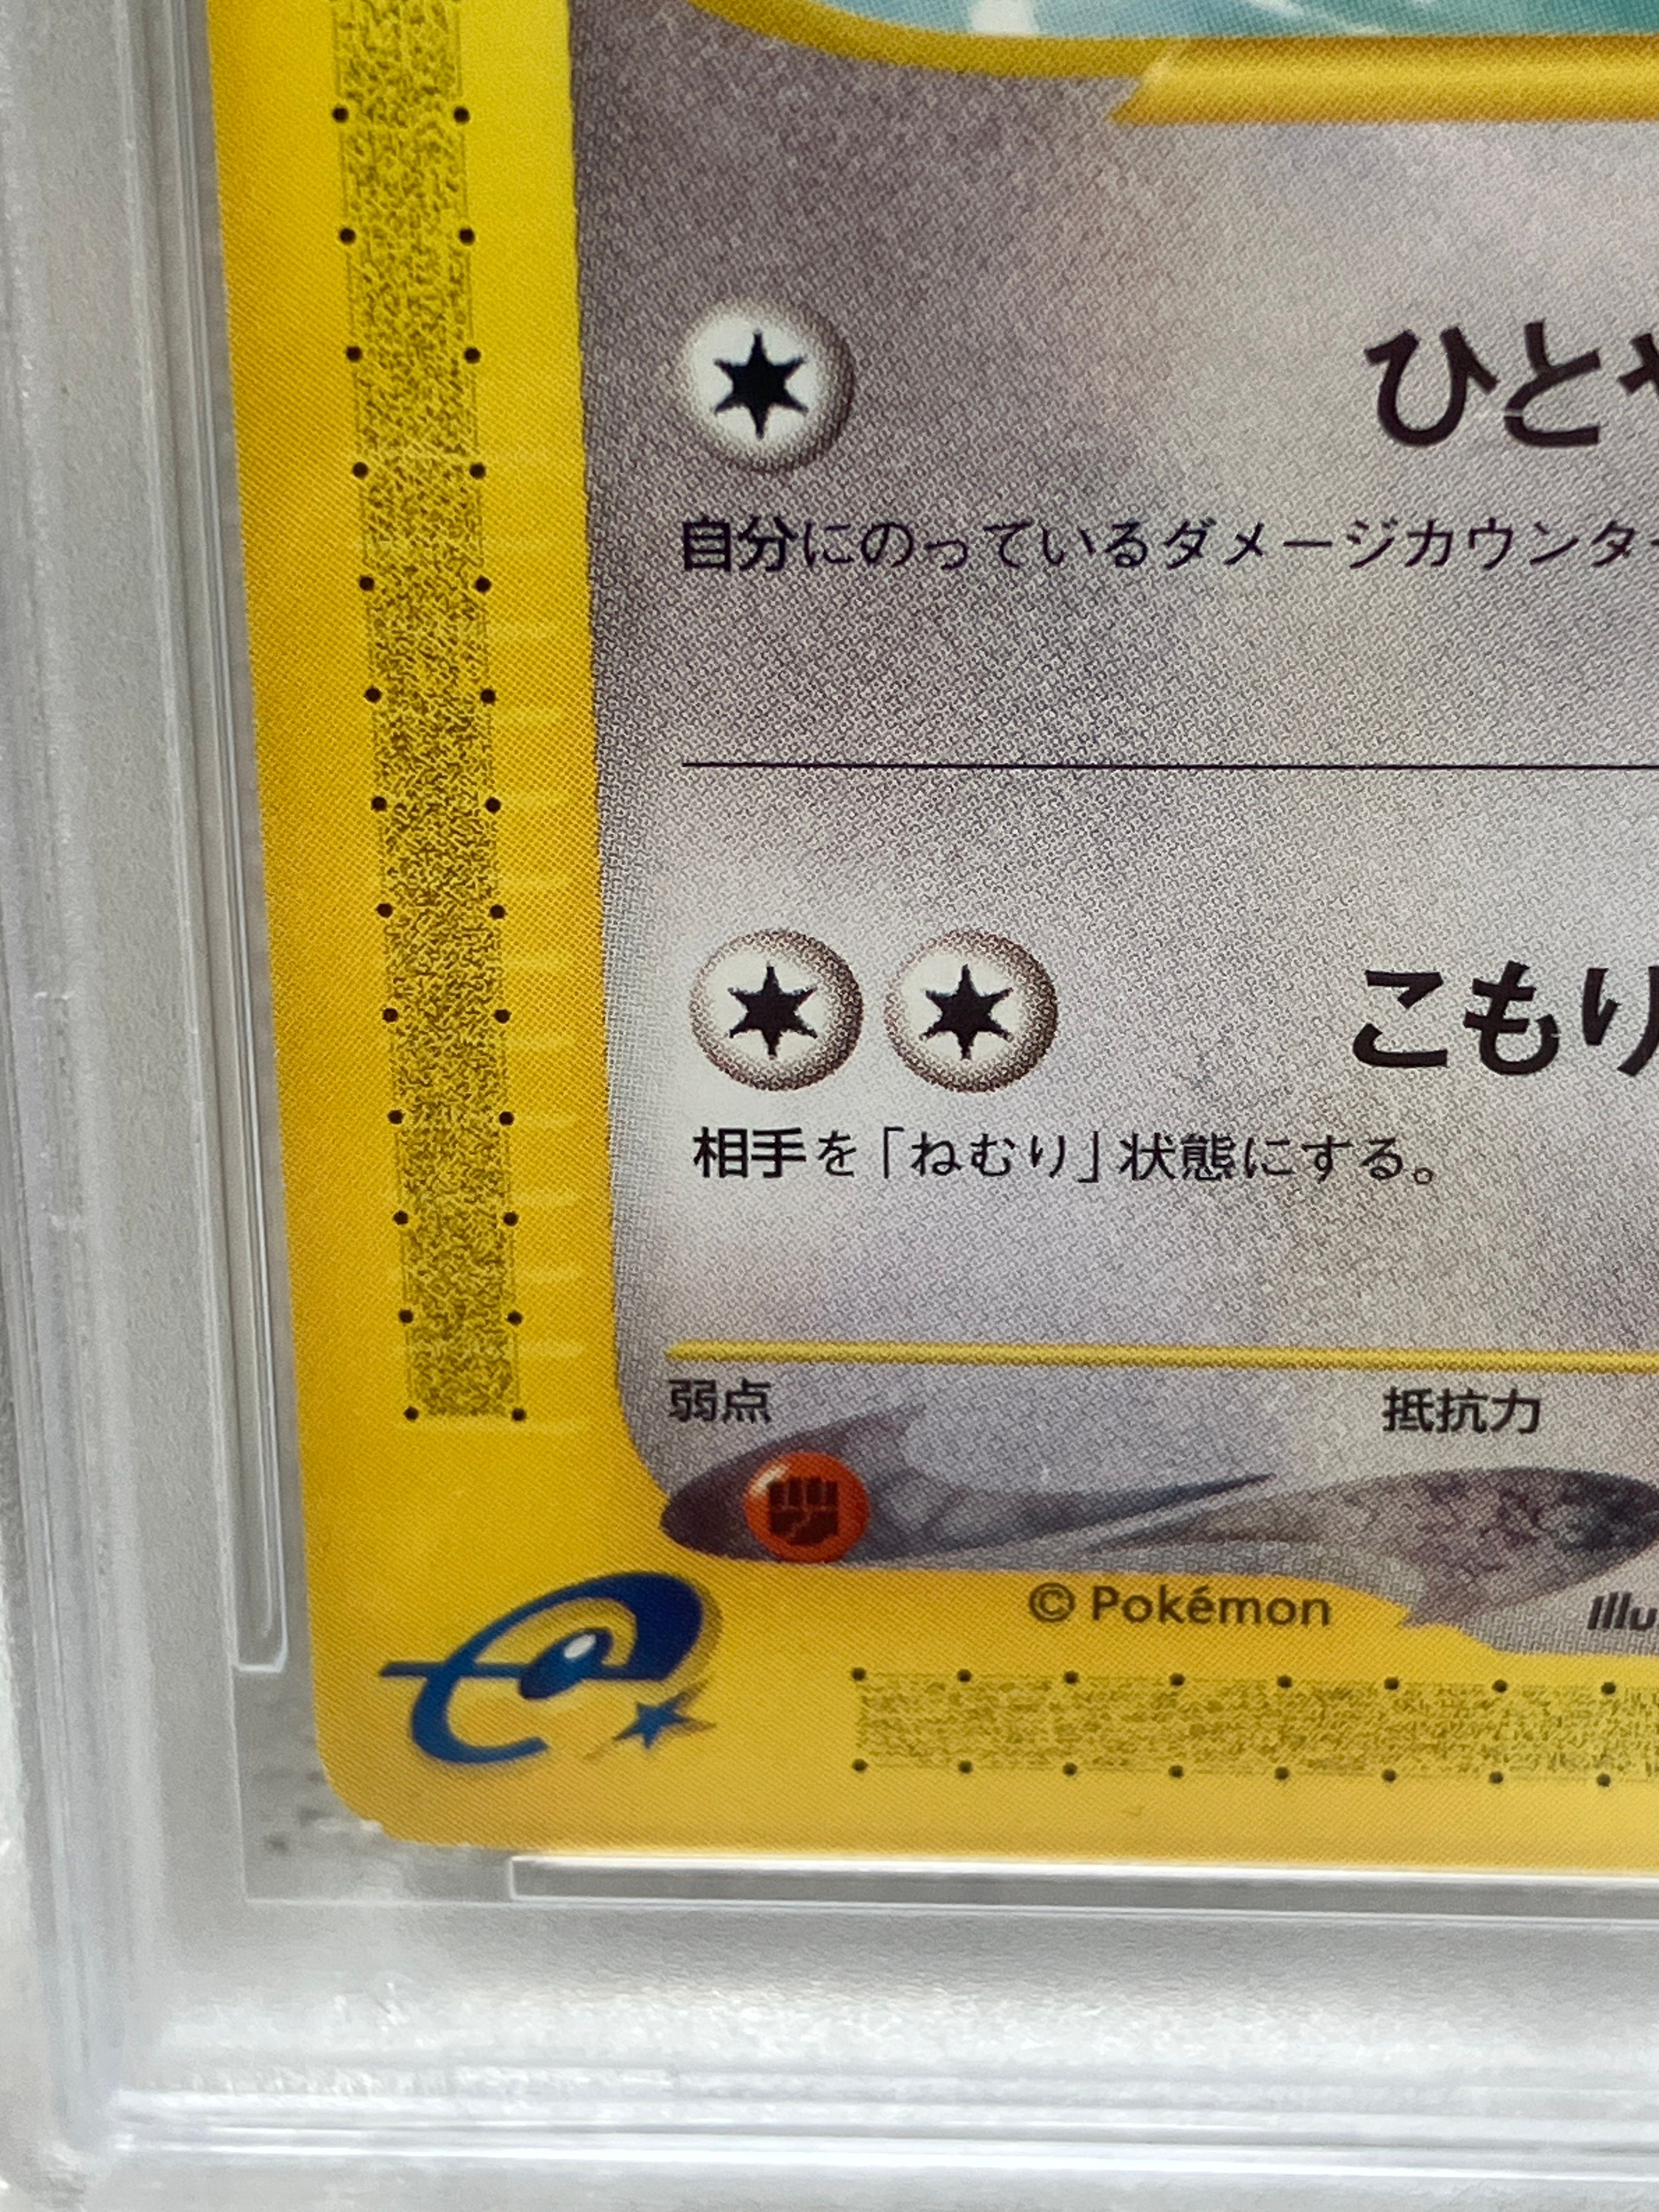 ひと
自分にのっているダメージカウンター
こもり
相手を「ねむり」状態にする。
弱点
抵抗力
© Pokémon
Illu
e